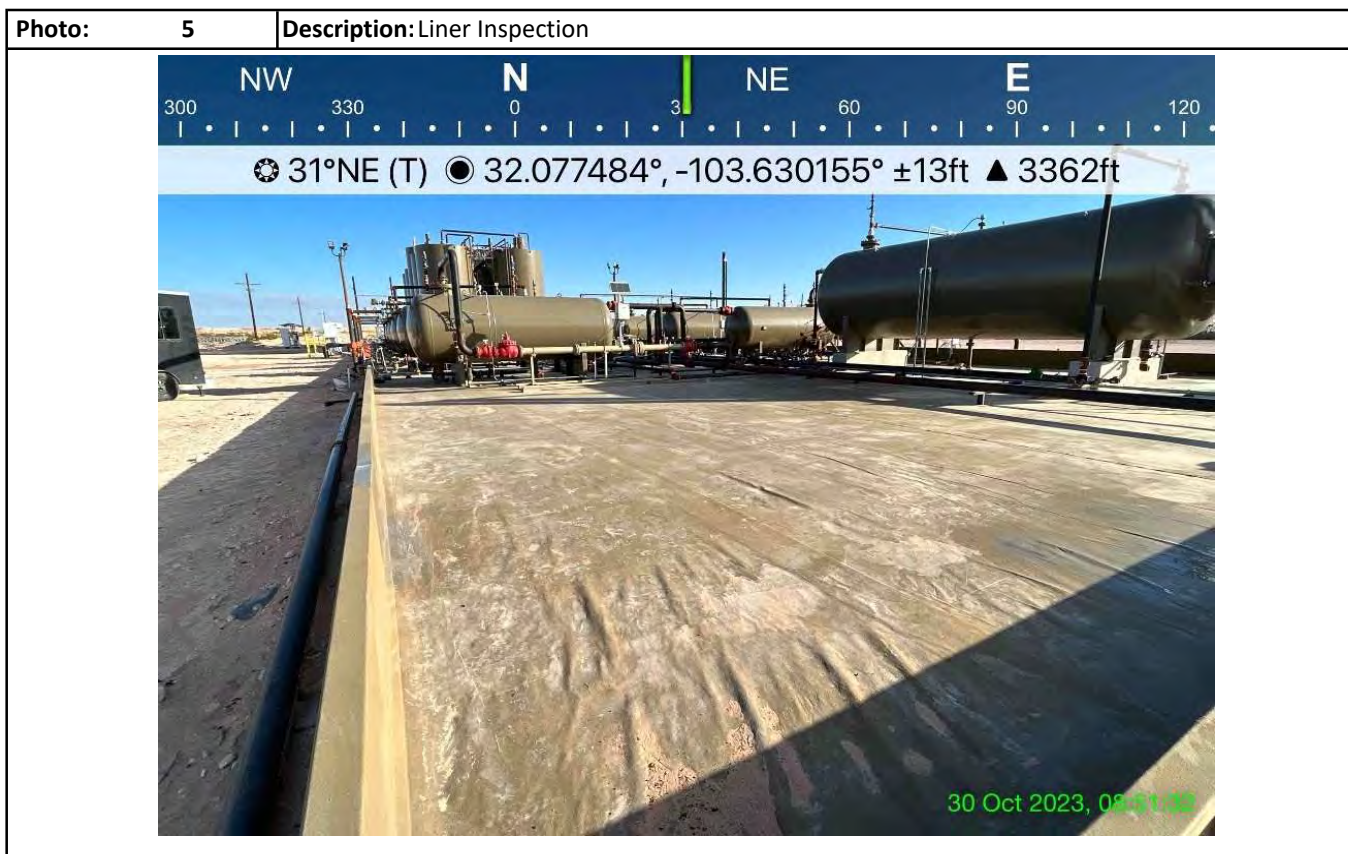 Photo: 5 Description: Liner Inspection
NW N NE E
300 330 0 3 60 90 120
31°NE (T) 32.077484°, -103.630155° ±13ft ▲ 3362ft
30 Oct 2023, 08:51:32